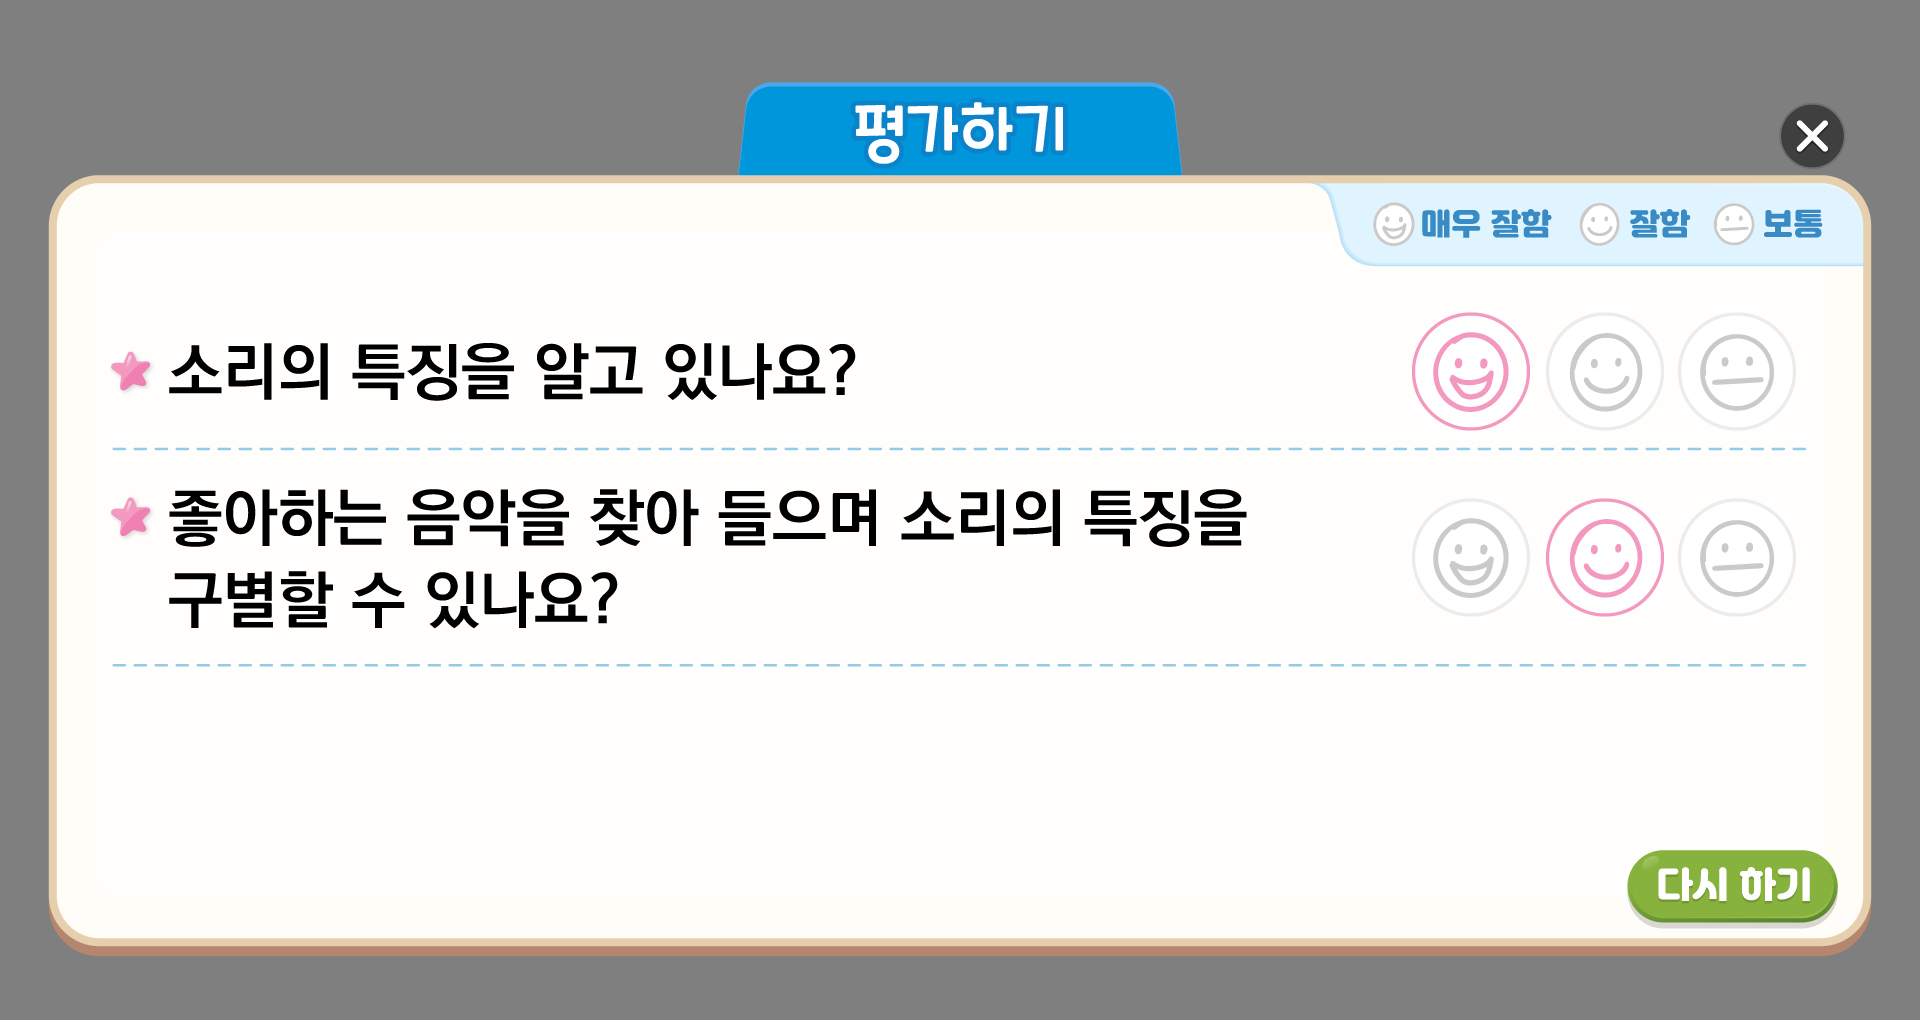 평가하기
매우 잘함 잘함 보통
소리의 특징을 알고 있나요?
좋아하는 음악을 찾아 들으며 소리의 특징을
구별할 수 있나요?
다시 하기